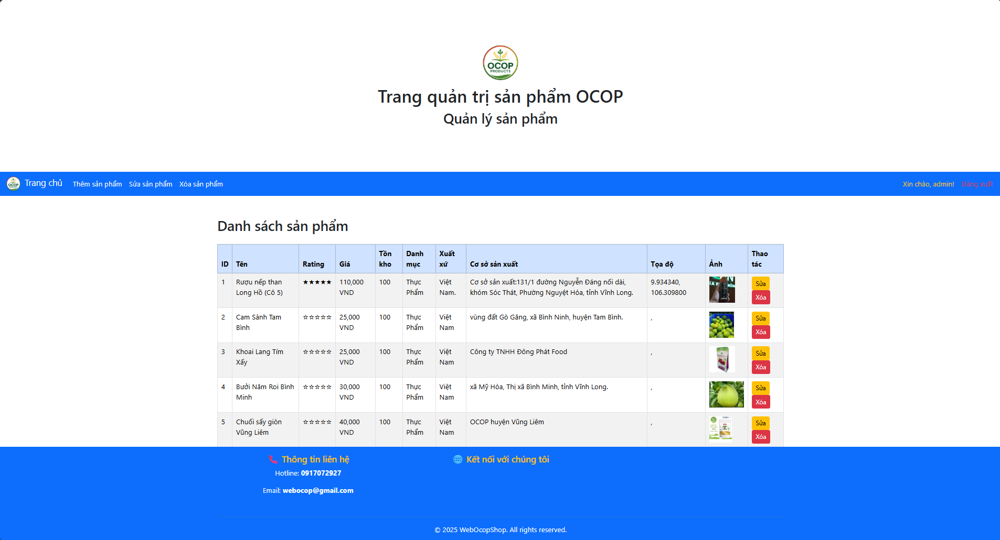 OCOP
PRODUCTS
Trang quản trị sản phẩm OCOP
Quản lý sản phẩm
OCOP
Trang chủ Thêm sản phẩm Sửa sản phẩm Xóa sản phẩm Xin chào, admin! Đăng xuất
Danh sách sản phẩm
ID Tên Rating Giá Tồn kho Danh mục Xuất xứ Cơ sở sản xuất Tọa độ Ảnh Thao tác
1 Rượu nếp than Long Hồ (Cô 5) ★★★★★ 110,000 VND 100 Thực Phẩm Việt Nam. Cơ sở sản xuất:131/1 đường Nguyễn Đáng nối dài, khóm Sóc Thát, Phường Nguyệt Hóa, tỉnh Vĩnh Long. 9.934340, 106.309800 Sửa Xóa
2 Cam Sành Tam Bình ☆☆☆☆☆ 25,000 VND 100 Thực Phẩm Việt Nam vùng đất Gò Găng, xã Bình Ninh, huyện Tam Bình. , Sửa Xóa
3 Khoai Lang Tím Xấy ☆☆☆☆☆ 25,000 VND 100 Thực Phẩm Việt Nam Công ty TNHH Đông Phát Food , Sửa Xóa
4 Bưởi Năm Roi Bình Minh ☆☆☆☆☆ 30,000 VND 100 Thực Phẩm Việt Nam xã Mỹ Hòa, Thị xã Bình Minh, tỉnh Vĩnh Long. , Sửa Xóa
5 Chuối sấy giòn Vũng Liêm ☆☆☆☆☆ 40,000 VND 100 Thực Phẩm Việt Nam OCOP huyện Vũng Liêm , Sửa Xóa
Thông tin liên hệ Kết nối với chúng tôi
Hotline: 0917072927
Email: webocop@gmail.com
© 2025 WebOcopShop. All rights reserved.